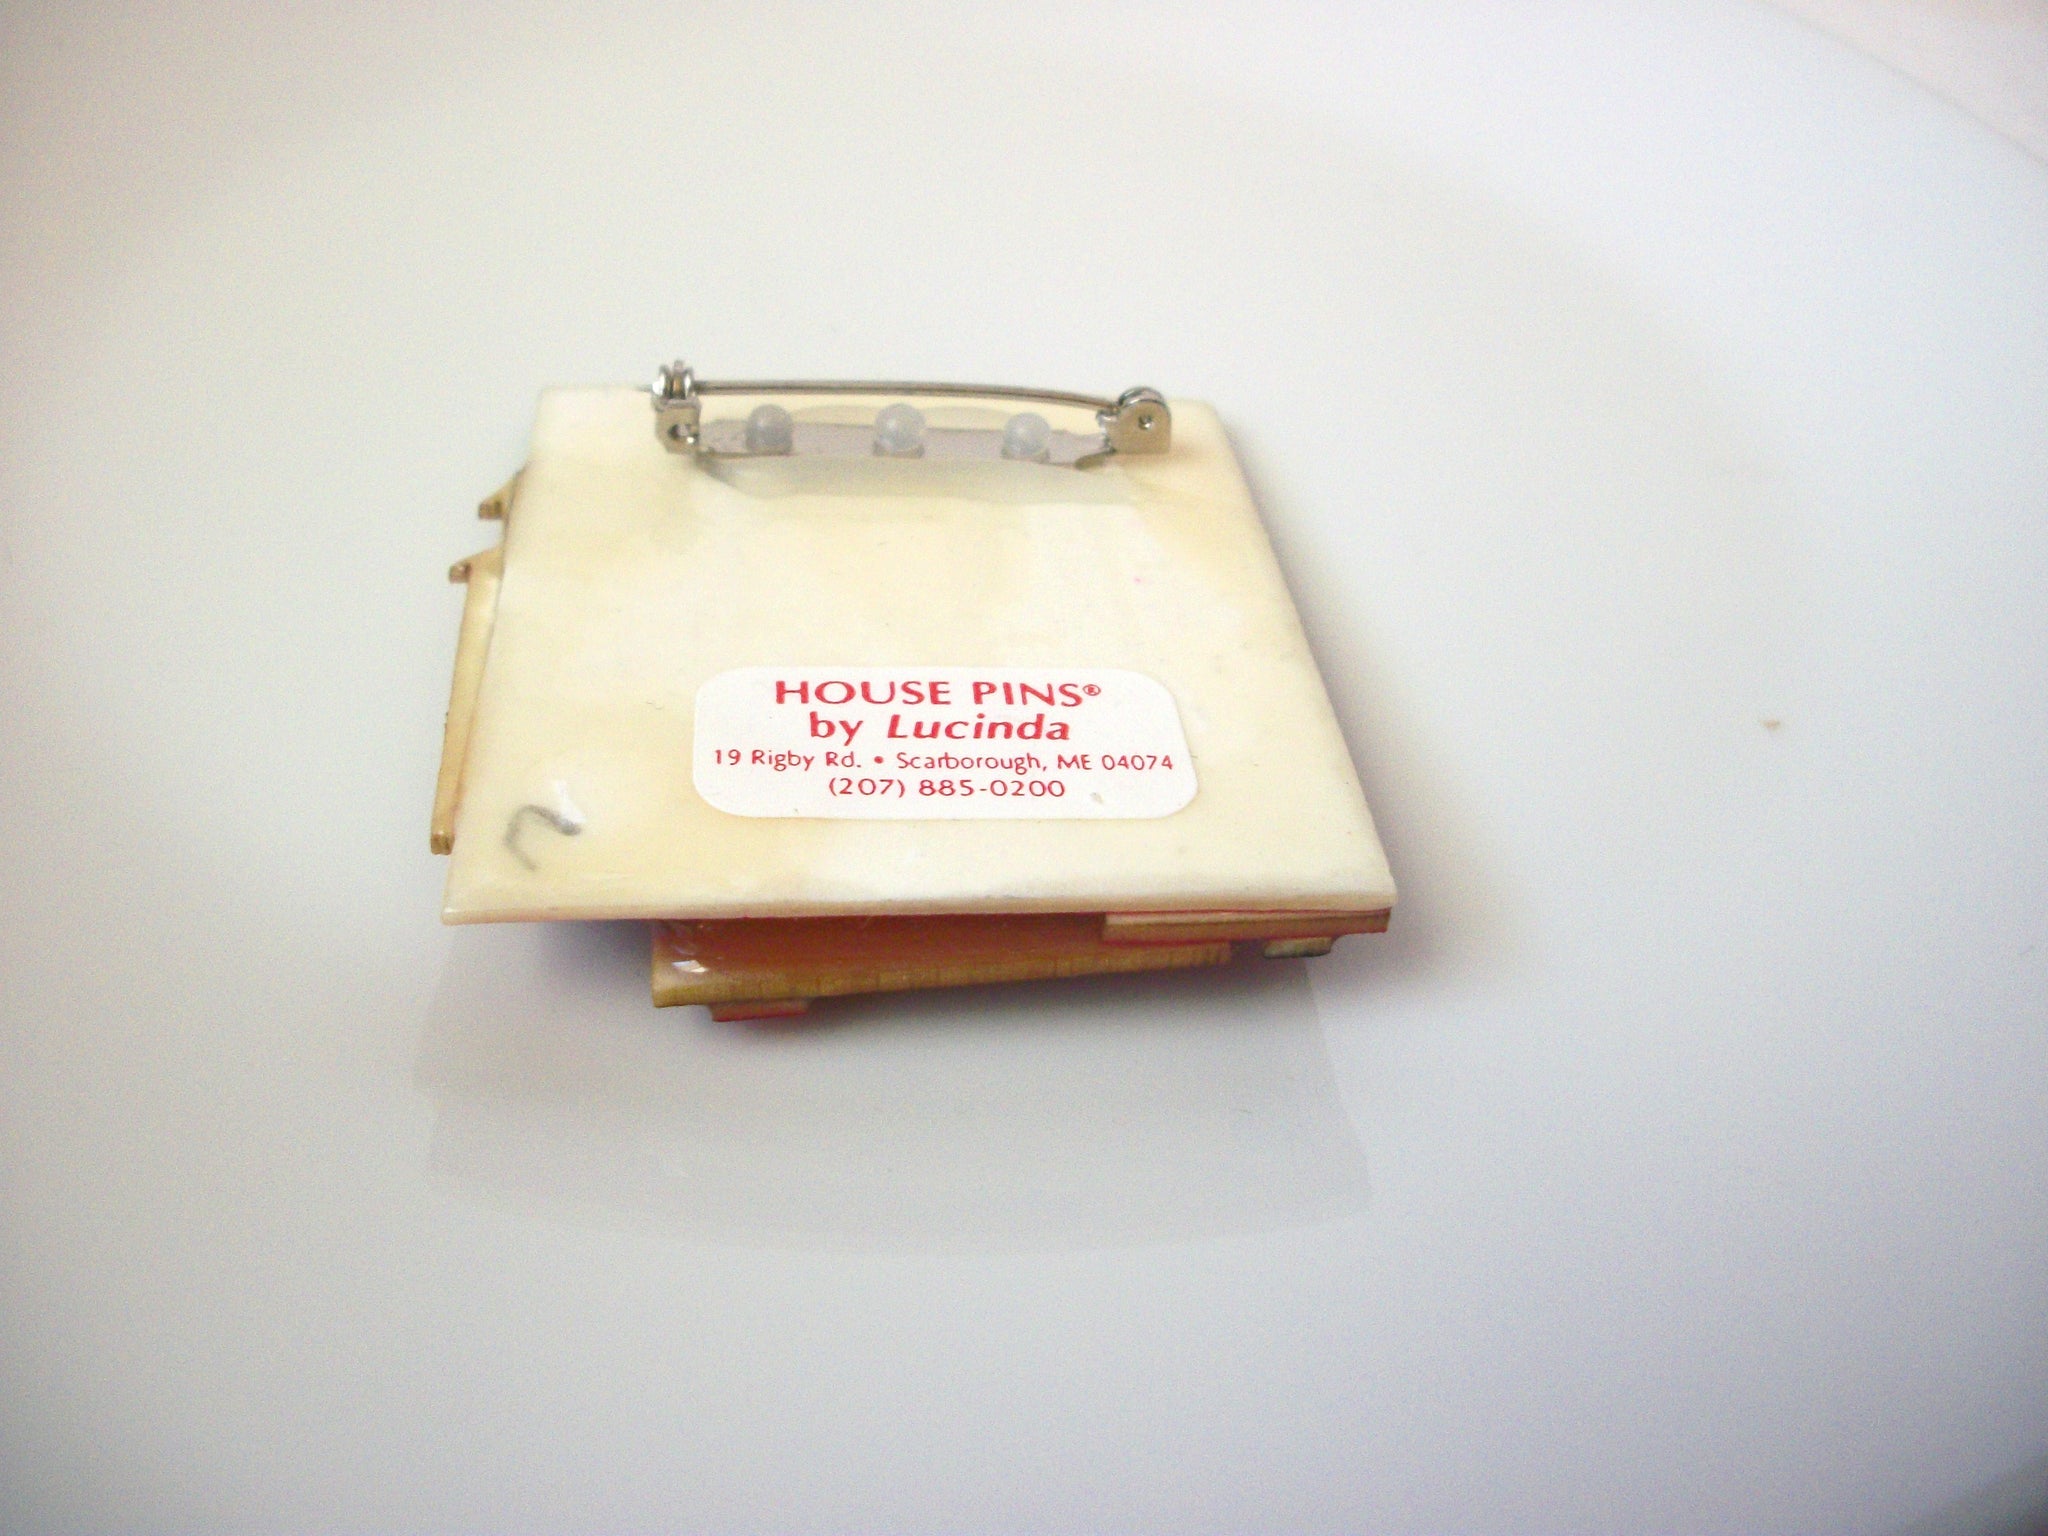 HOUSE PINS®
by Lucinda
19 Rigby Rd. • Scarborough, ME 04074
(207) 885-0200